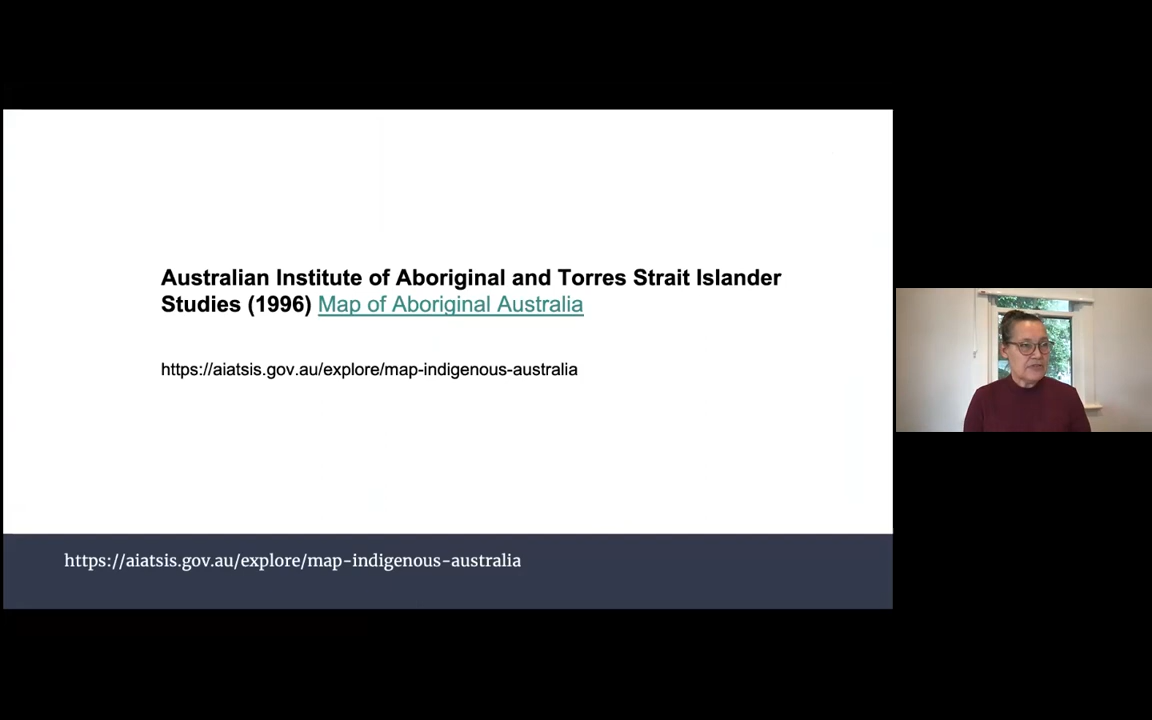 Australian Institute of Aboriginal and Torres Strait Islander
Studies (1996) Map of Aboriginal Australia
https://aiatsis.gov.au/explore/map-indigenous-australia
https://aiatsis.gov.au/explore/map-indigenous-australia